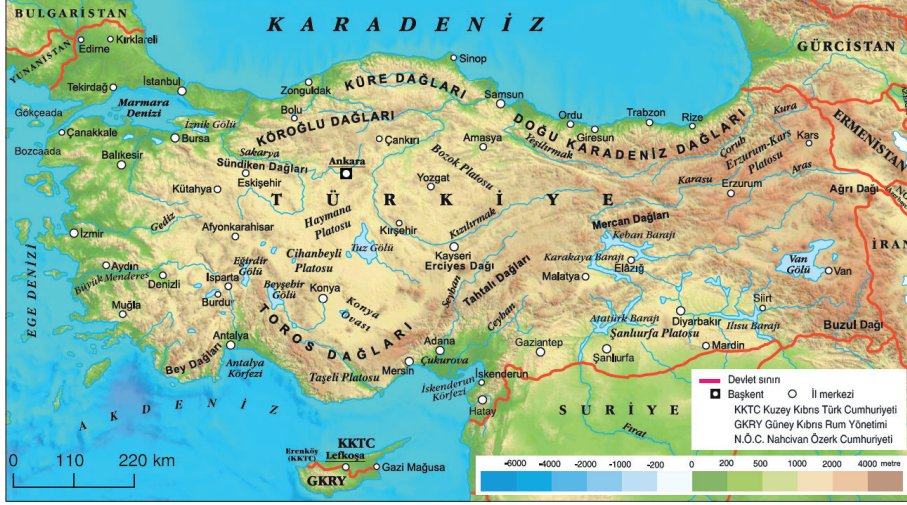 BULGARİSTAN
KARADENİZ
YUNANİSTAN
Edirne
Kırklareli
Sinop
GÜRCİSTAN
Tekirdağ
İstanbul
Zonguldak
KÜRE DAĞLARI
Samsun
Gökçeada
Marmara
Denizi
Bolu
Ordu
Giresun
Trabzon
Rize
Kura
ERMENİSTAN
Çanakkale
İznik Gölü
Bursa
KÖROĞLU DAĞLARI
Çankırı
Amasya
DOĞU KARADENİZ DAĞLARI
Yeşilırmak
Çoruh
Erzurum-Kars
Platosu
Kars
Bozcaada
Balıkesir
Sakarya
Sündiken Dağları
Ankara
Bozok Platosu
Karasu
Aras
Kütahya
Eskişehir
Yozgat
Erzurum
Ağrı Dağı
TÜRKİYE
Gediz
Haymana
Platosu
Kızılırmak
Mercan Dağları
İzmir
Afyonkarahisar
Kırşehir
Keban Barajı
İRAN
EGE DENİZİ
Cihanbeyli
Platosu
Tuz Gölü
Kayseri
Erciyes Dağı
Karakaya Barajı
Elazığ
Van
Gölü
Van
Aydın
Büyük Menderes
Denizli
Eğirdir
Gölü
Isparta
Burdur
Beyşehir
Gölü
Konya
Konya
Ovası
Seyhan
Tahtalı Dağları
Malatya
Siirt
Muğla
Ceyhan
Atatürk Barajı
Diyarbakır
Ilısu Barajı
Şanlıurfa Platosu
Buzul Dağı
TOROS DAĞLARI
Antalya
Bey Dağları
Antalya
Körfezi
Adana
Çukurova
Gaziantep
Şanlıurfa
Mardin
Taşeli Platosu
Mersin
İskenderun
İskenderun
Körfezi
Hatay
AKDENİZ
SURİYE
Fırat
Devlet sınırı
Başkent
İl merkezi
KKTC Kuzey Kıbrıs Türk Cumhuriyeti
GKRY Güney Kıbrıs Rum Yönetimi
N.Ö.C. Nahcivan Özerk Cumhuriyeti
Erenköy
(KKTC)
KKTC
Lefkoşa
Gazi Mağusa
GKRY
0 110 220 km
-6000 -4000 -2000 -1000 -200 0 200 500 1000 2000 4000 metre